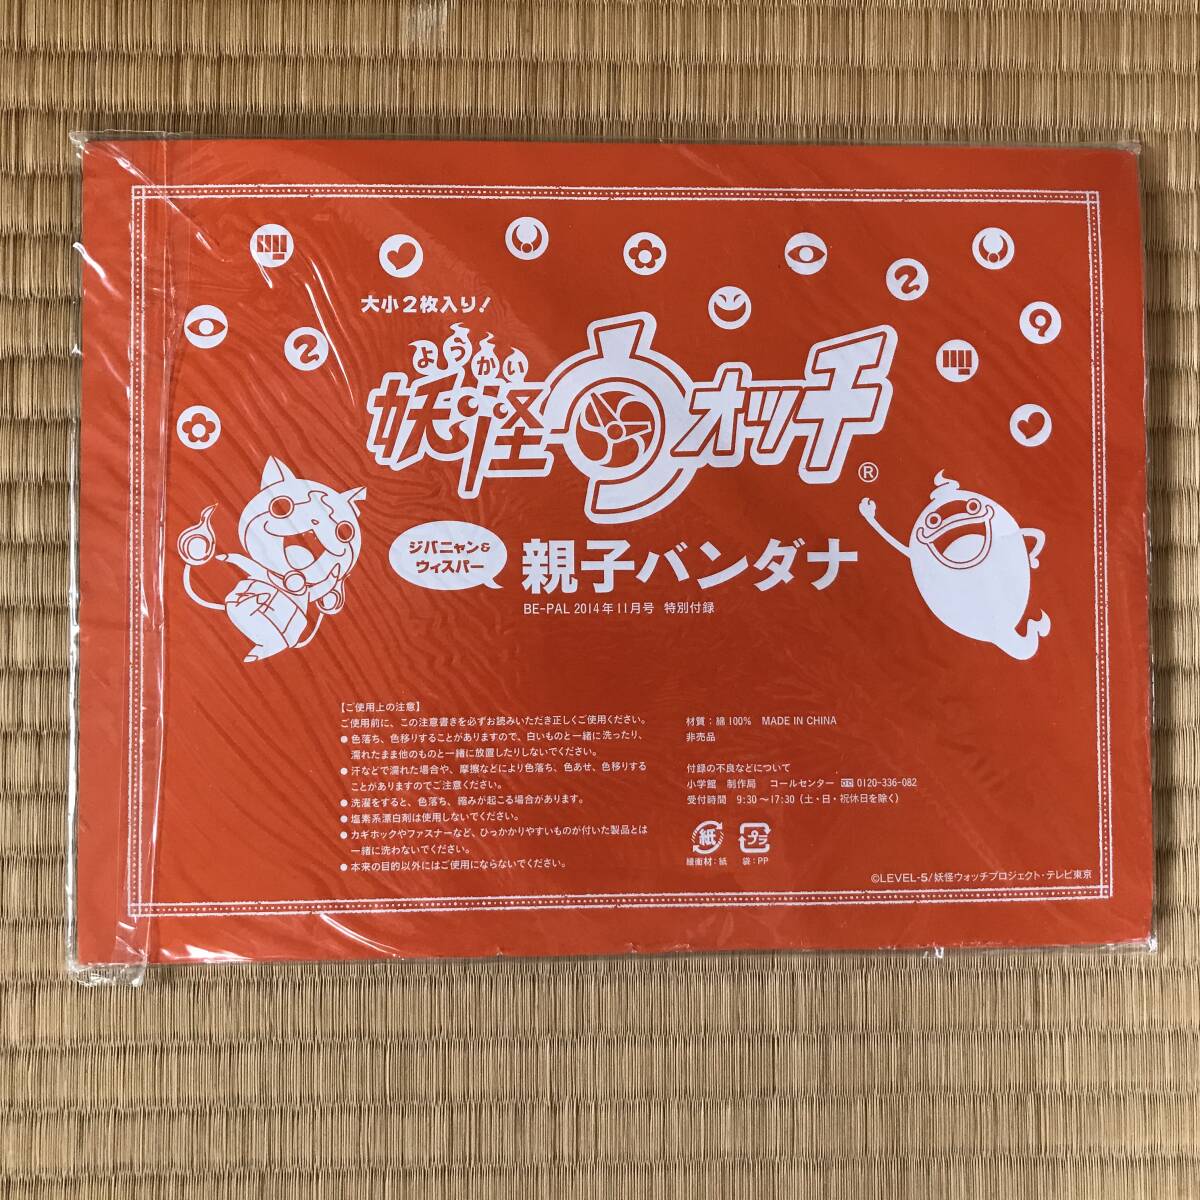 大小2枚入り!
ようかい
妖怪ウォッチ®
ジバニャン&
ウィスパー
親子バンダナ
BE-PAL 2014年11月号 特別付録
【ご使用上の注意】
ご使用前に、この注意書きを必ずお読みいただき正しくご使用ください。
●色落ち、色移りすることがありますので、白いものと一緒に洗ったり、
濡れたまま他のものと一緒に放置したりしないでください。
●汗などで濡れた場合や、摩擦などにより色落ち、色あせ、色移りする
ことがありますのでご注意ください。
●洗濯をすると、色落ち、縮みが起こる場合があります。
●塩素系漂白剤は使用しないでください。
●カギホックやファスナーなど、ひっかかりやすいものが付いた製品とは
一緒に洗わないでください。
●本来の目的以外にはご使用にならないでください。
材質：綿100% MADE IN CHINA
非売品
付録の不良などについて
小学館 制作局 コールセンター 0120-336-082
受付時間 9:30〜17:30（土・日・祝休日を除く）
紙 プラ
緩衝材：紙 袋：PP
©LEVEL-5/妖怪ウォッチプロジェクト・テレビ東京